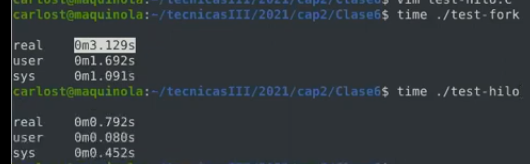 carlost@maquinola:~/tecnicasIII/2021/cap2/Clase6$ vim test-hilo.c
carlost@maquinola:~/tecnicasIII/2021/cap2/Clase6$ time ./test-fork
real 0m3.129s
user 0m1.692s
sys 0m1.091s
carlost@maquinola:~/tecnicasIII/2021/cap2/Clase6$ time ./test-hilo
real 0m0.792s
user 0m0.080s
sys 0m0.452s